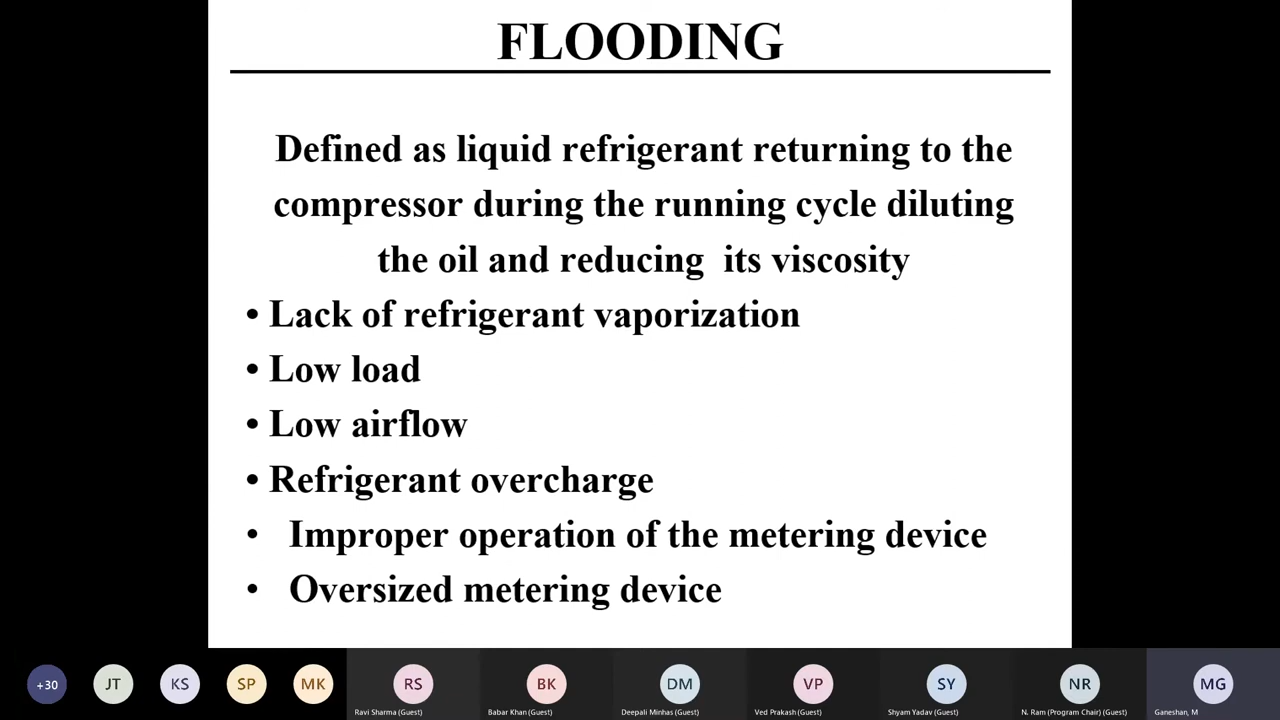 FLOODING
Defined as liquid refrigerant returning to the
compressor during the running cycle diluting
the oil and reducing its viscosity
• Lack of refrigerant vaporization
• Low load
• Low airflow
• Refrigerant overcharge
• Improper operation of the metering device
• Oversized metering device
+30 JT KS SP MK RS BK DM VP SY NR MG
Ravi Sharma (Guest) Babar Khan (Guest) Deepali Minhas (Guest) Ved Prakash (Guest) Shyam Yadav (Guest) N. Ram (Program Chair) (Guest) Ganeshan, M